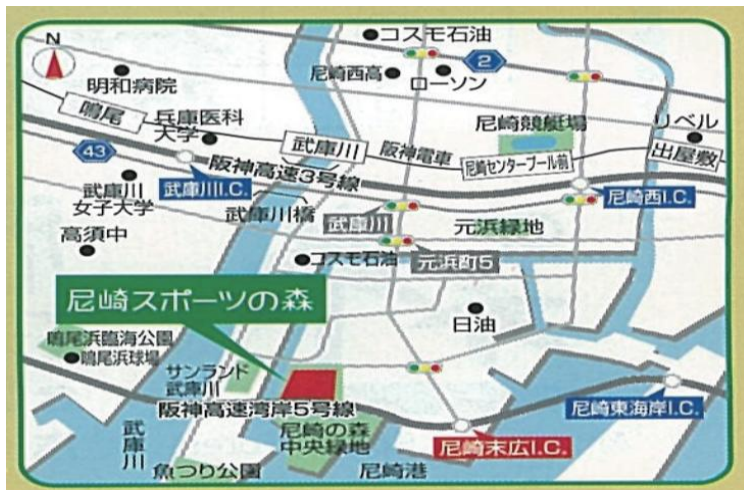 N
コスモ石油
2
明和病院
尼崎西高
ローソン
鳴尾
兵庫医科
大学
武庫川
阪神電車
尼崎競艇場
尼崎センタープール前
リベル
出屋敷
43
阪神高速3号線
武庫川I.C.
武庫川
女子大学
武庫川橋
武庫川
元浜緑地
尼崎西I.C.
高須中
コスモ石油
元浜町5
尼崎スポーツの森
日油
鳴尾浜臨海公園
鳴尾浜球場
サンランド
武庫川
阪神高速湾岸5号線
尼崎東海岸I.C.
武庫川
尼崎の森
中央緑地
尼崎末広I.C.
魚つり公園
尼崎港